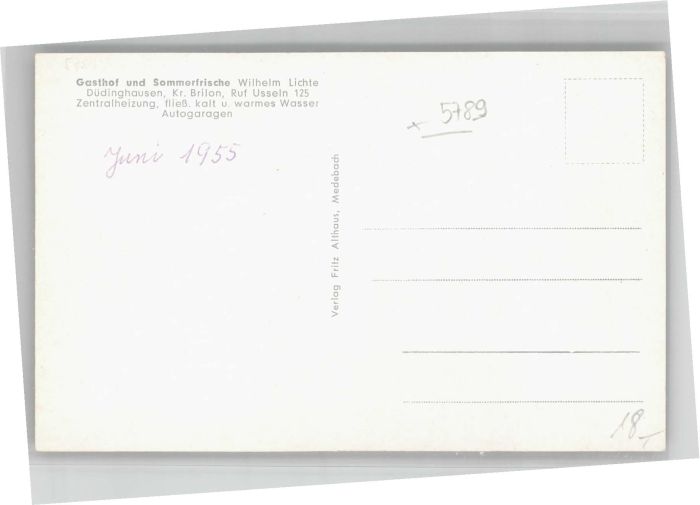 Gasthof und Sommerfrische Wilhelm Lichte
Düdinghausen, Kr. Brilon, Ruf Usseln 125
Zentralheizung, fließ. kalt u. warmes Wasser
Autogaragen
Juni 1955
x 5789
Verlag Fritz Althaus, Medebach
18,-